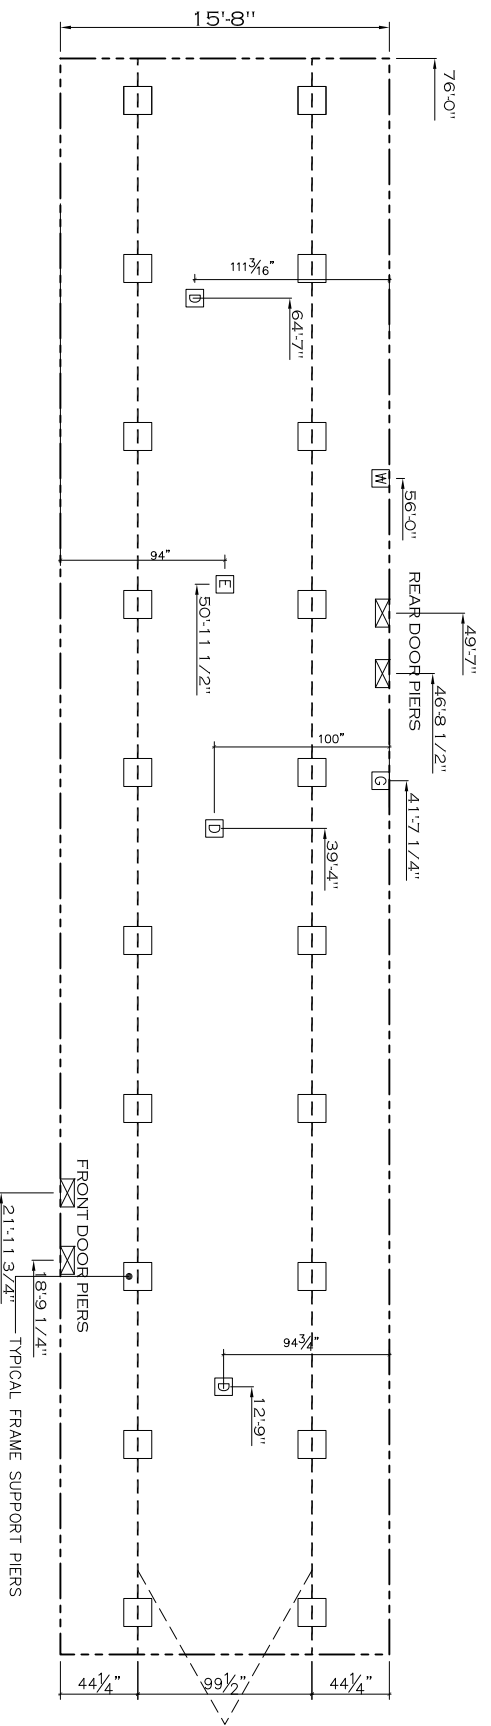 15'-8"
76'-0"
111 3/16"
D
64'-7"
W
56'-0"
94"
E
50'-11 1/2"
REAR DOOR PIERS
49'-7"
46'-8 1/2"
100"
G
41'-7 1/4"
D
39'-4"
FRONT DOOR PIERS
21'-11 3/4"
18'-9 1/4"
TYPICAL FRAME SUPPORT PIERS
94 3/4"
D
12'-9"
44 1/4"
99 1/2"
44 1/4"